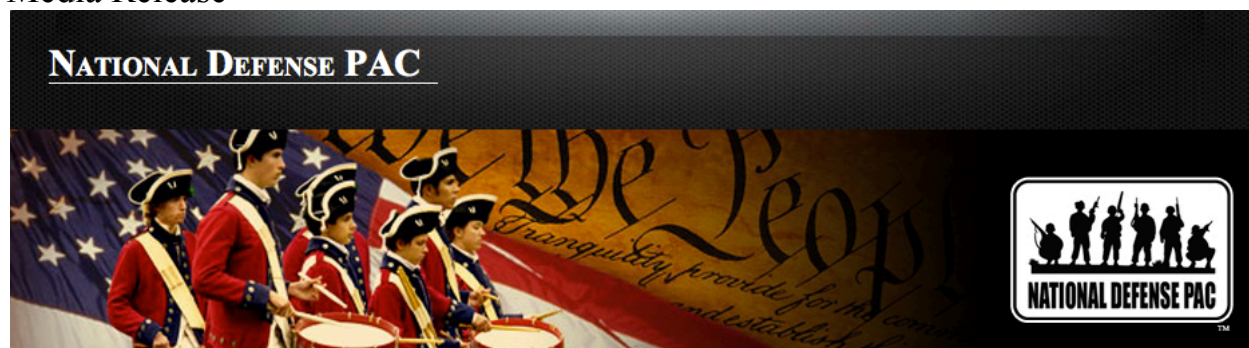 Media Release
NATIONAL DEFENSE PAC
We the People
Tranquility, provide for the common
and establish
NATIONAL DEFENSE PAC
TM